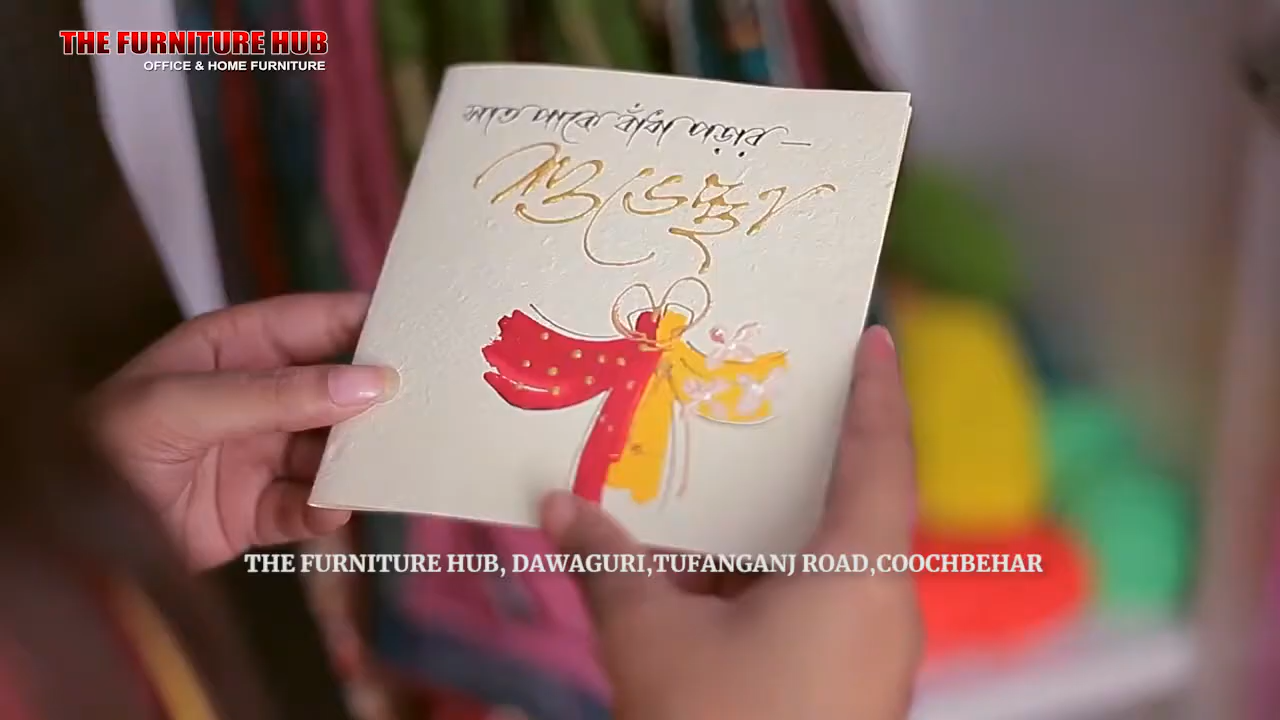 THE FURNITURE HUB
OFFICE & HOME FURNITURE
সাত পাকে বাঁধা পড়ার —
শুভেচ্ছা
THE FURNITURE HUB, DAWAGURI,TUFANGANJ ROAD,COOCHBEHAR